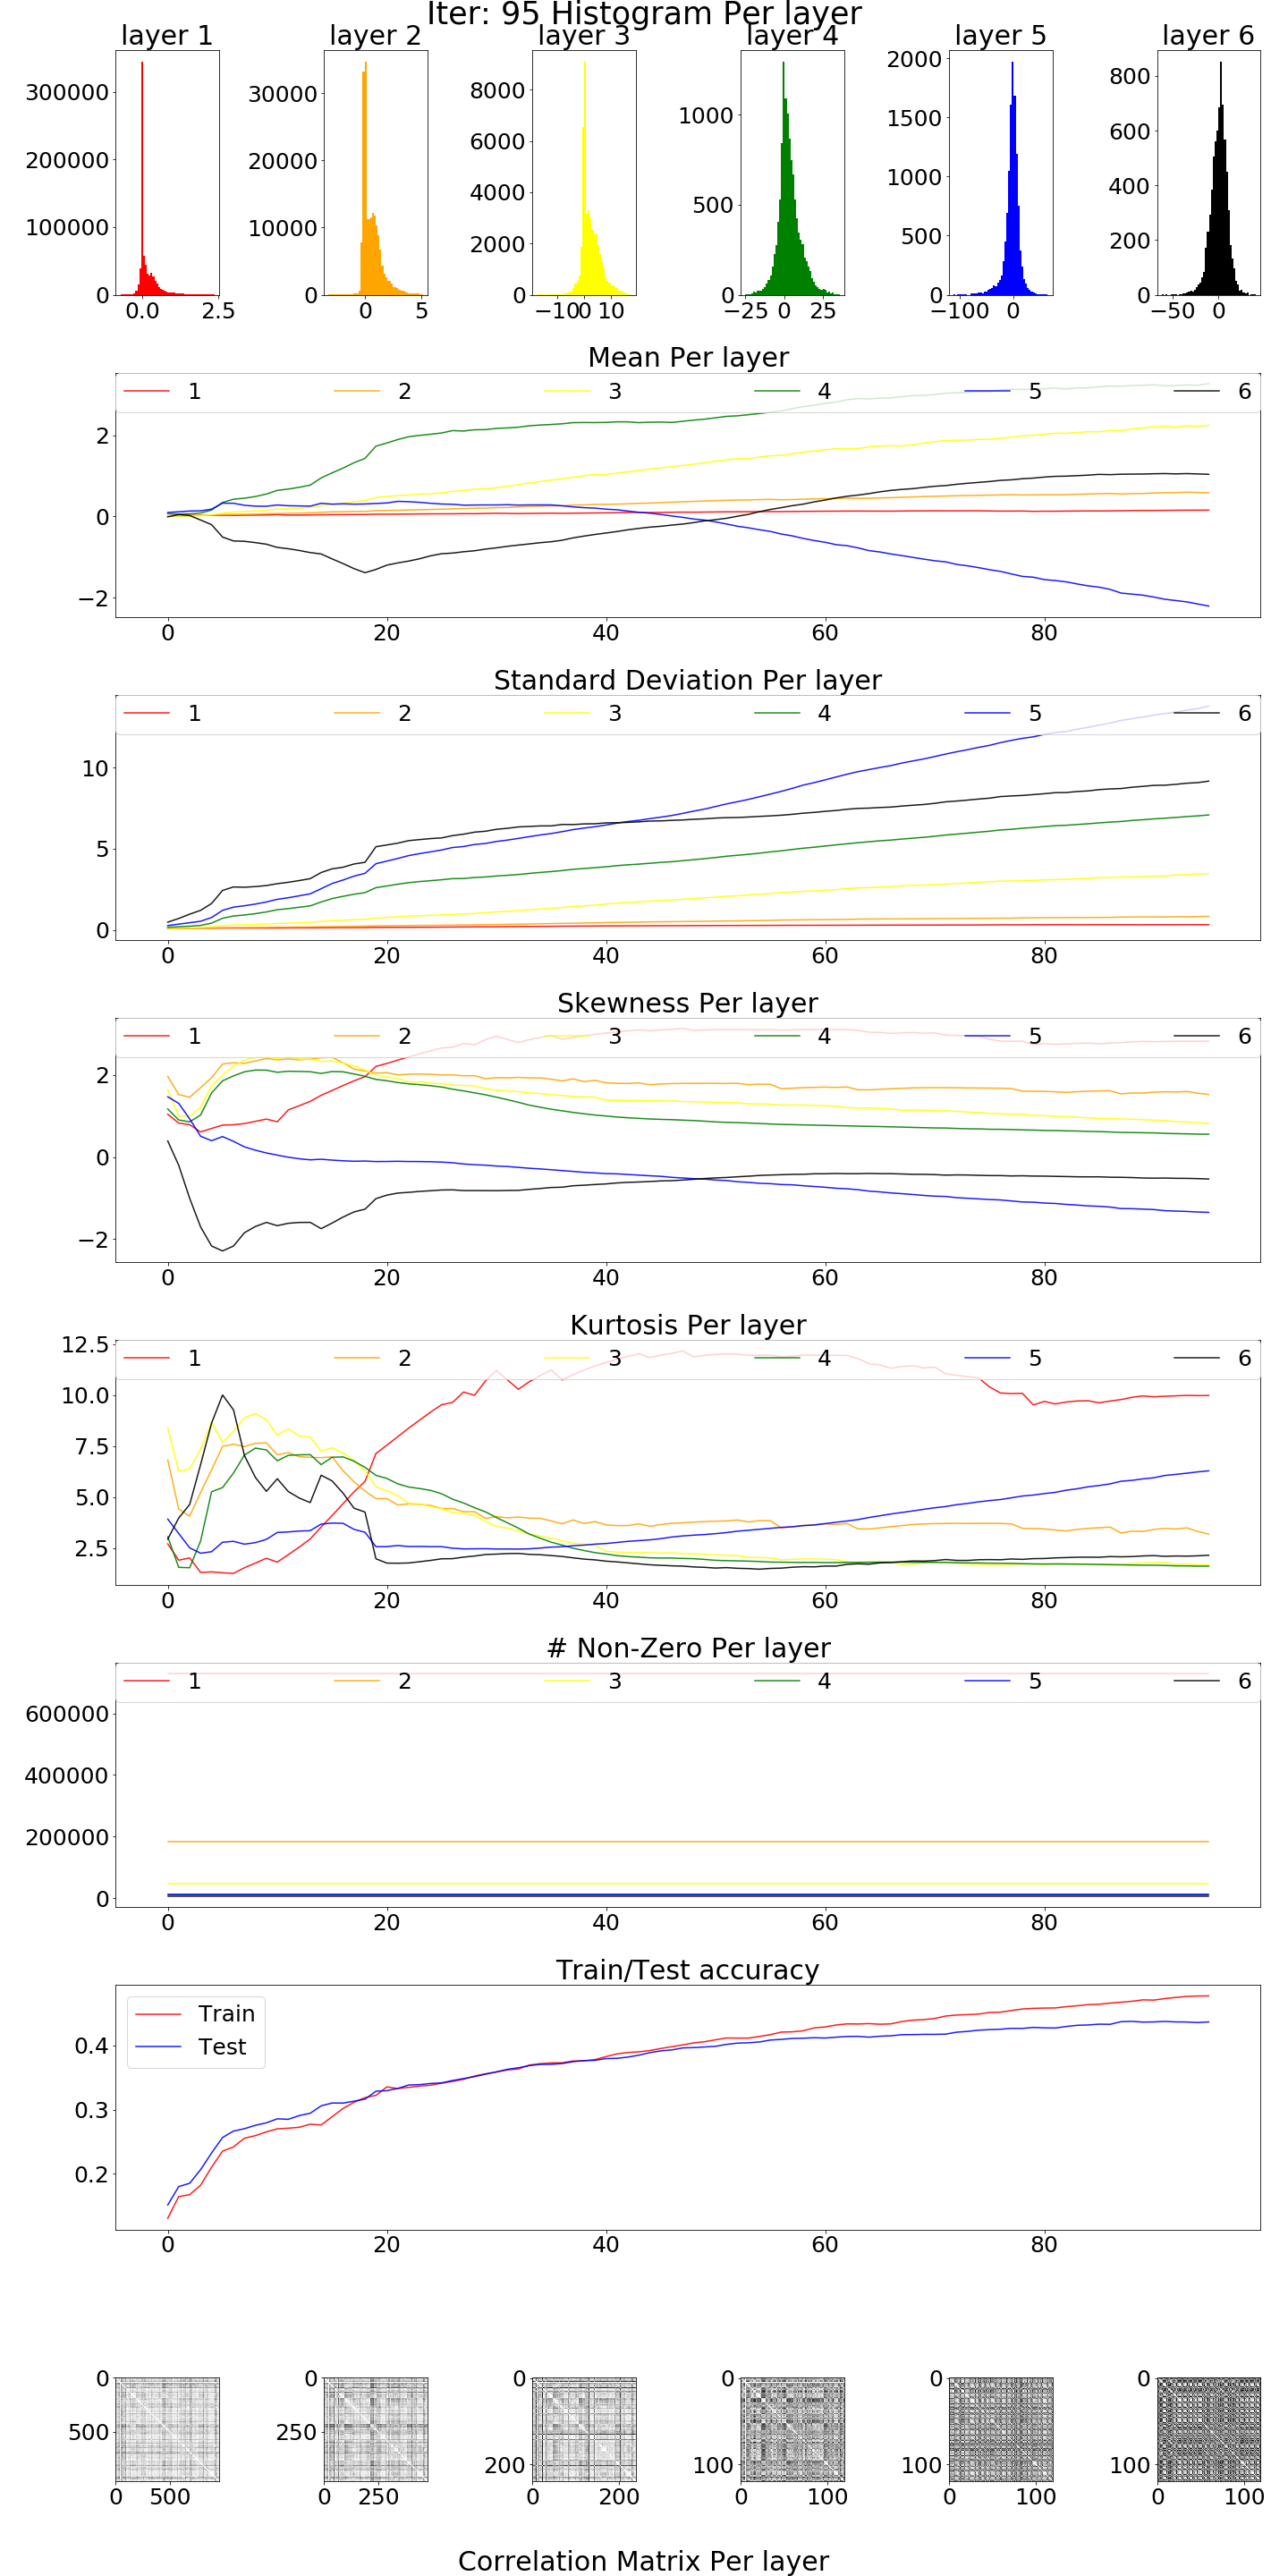 Iter: 95 Histogram Per layer
layer 1 layer 2 layer 3 layer 4 layer 5 layer 6
300000
200000
100000
0
0.0 2.5
30000
20000
10000
0
0 5
8000
6000
4000
2000
0
−10 0 10
1000
500
0
−25 0 25
2000
1500
1000
500
0
−100 0
800
600
400
200
0
−50 0
Mean Per layer
1 2 3 4 5 6
2
0
−2
0 20 40 60 80
Standard Deviation Per layer
1 2 3 4 5 6
10
5
0
0 20 40 60 80
Skewness Per layer
1 2 3 4 5 6
2
0
−2
0 20 40 60 80
Kurtosis Per layer
12.5
1 2 3 4 5 6
10.0
7.5
5.0
2.5
0 20 40 60 80
# Non-Zero Per layer
1 2 3 4 5 6
600000
400000
200000
0
0 20 40 60 80
Train/Test accuracy
Train
Test
0.4
0.3
0.2
0 20 40 60 80
0
500
0 500
0
250
0 250
0
200
0 200
0
100
0 100
0
100
0 100
0
100
0 100
Correlation Matrix Per layer